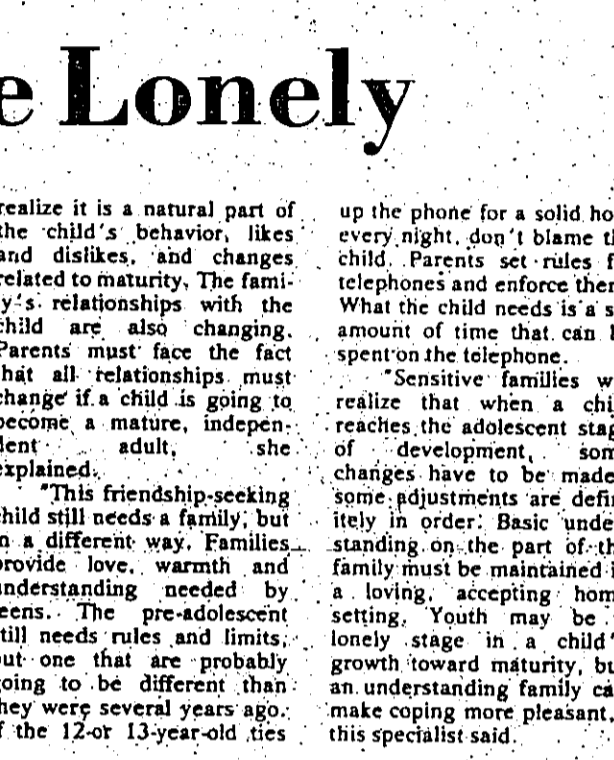 e Lonely
realize it is a natural part of
the child's behavior, likes
and dislikes, and changes
related to maturity. The fami-
y's relationships with the
child are also changing.
Parents must face the fact
that all relationships must
change if a child is going to
become a mature, indepen-
dent adult, she
explained.
"This friendship-seeking
child still needs a family, but
n a different way. Families
provide love, warmth and
understanding needed by
eens. The pre-adolescent
till needs rules and limits,
but one that are probably
going to be different than
they were several years ago.
f the 12-or 13-year-old ties
up the phone for a solid ho
every night, don't blame th
child. Parents set rules f
telephones and enforce ther
What the child needs is a s
amount of time that can b
spent on the telephone.
"Sensitive families w
realize that when a chi
reaches the adolescent stag
of development, som
changes have to be made
some adjustments are defin
itely in order. Basic unde
standing on the part of th
family must be maintained i
a loving, accepting hom
setting. Youth may be
lonely stage in a child'
growth toward maturity, bu
an understanding family ca
make coping more pleasant,
this specialist said.